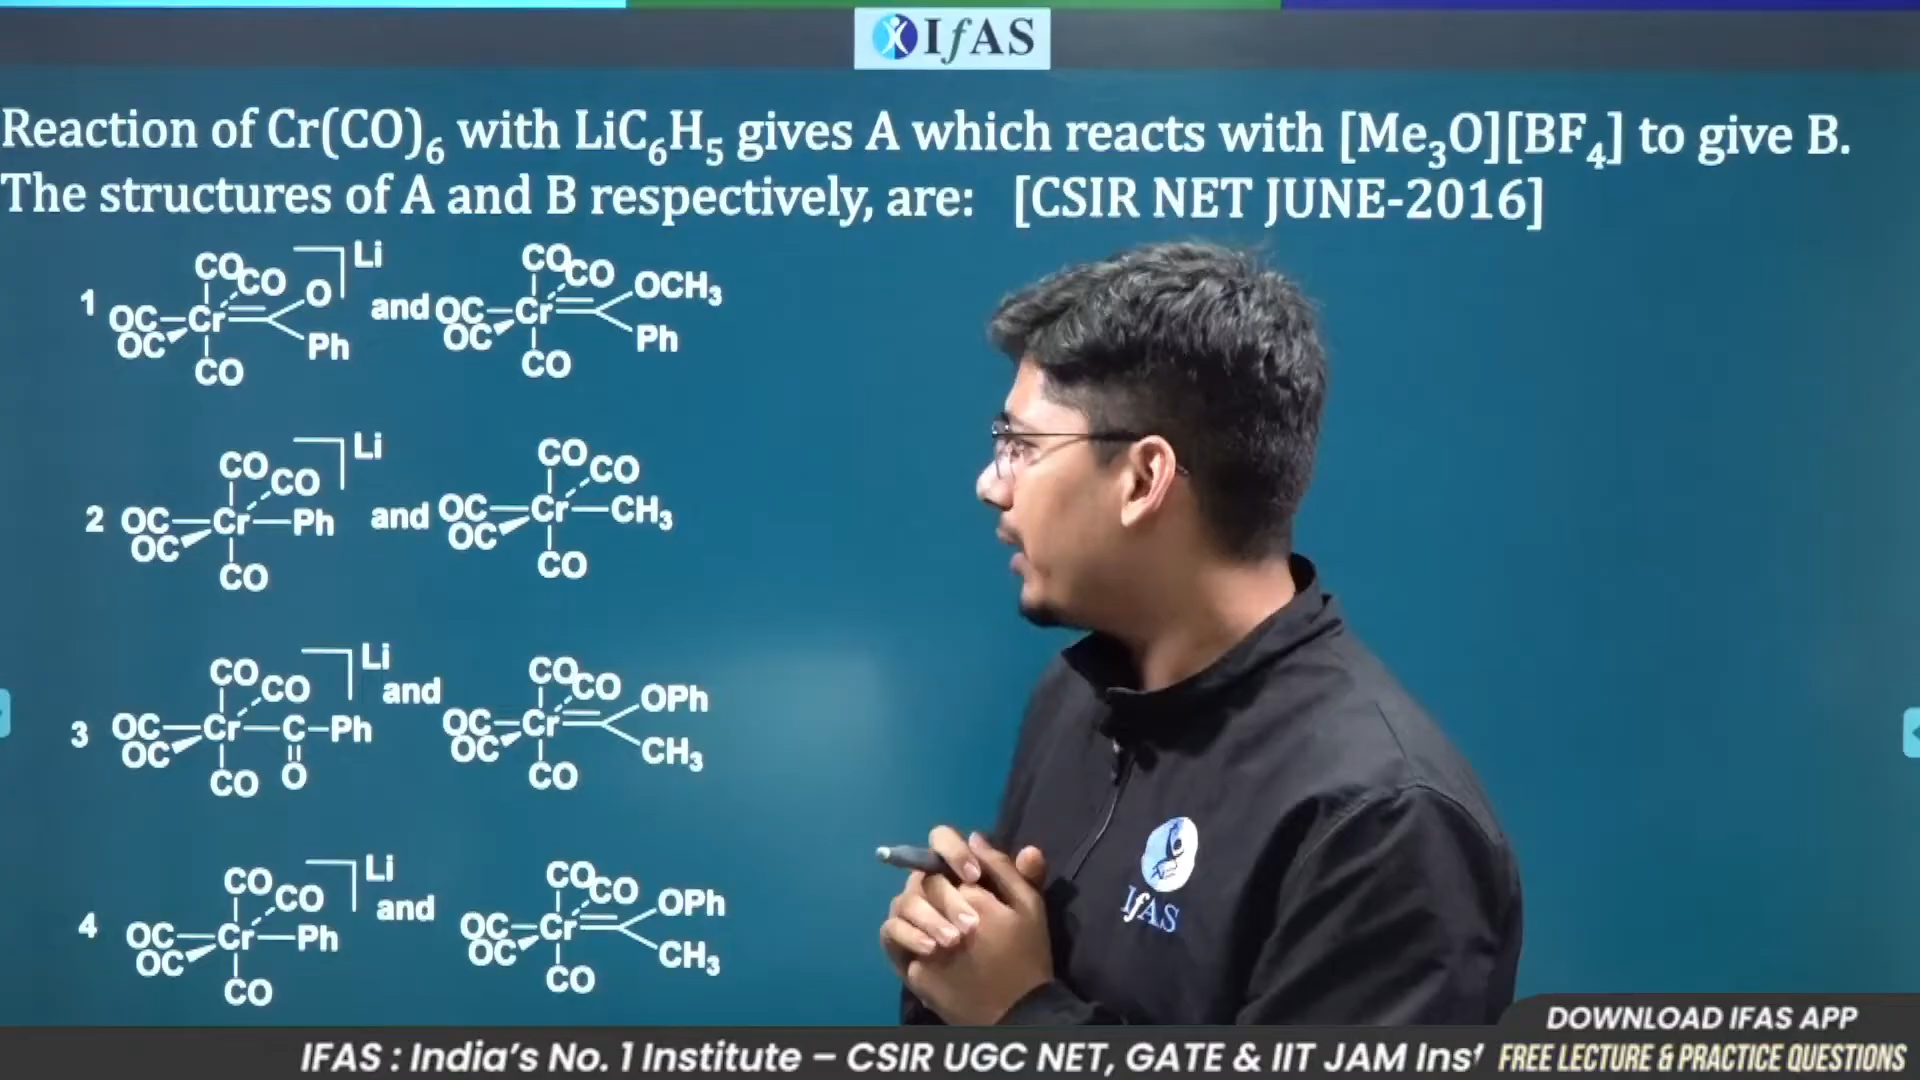 IfAS
Reaction of Cr(CO)6 with LiC6H5 gives A which reacts with [Me3O][BF4] to give B.
The structures of A and B respectively, are: [CSIR NET JUNE-2016]
1
CO
CO
OC
OC
Cr
CO
O
Ph
Li
and
CO
CO
OC
OC
Cr
CO
OCH3
Ph
2
CO
CO
OC
OC
Cr
Ph
CO
Li
and
CO
CO
OC
OC
Cr
CH3
CO
3
CO
CO
OC
OC
Cr
C
Ph
CO
O
Li
and
CO
CO
OC
OC
Cr
CO
OPh
CH3
4
CO
CO
OC
OC
Cr
Ph
CO
Li
and
CO
CO
OC
OC
Cr
CO
OPh
CH3
IfAS
DOWNLOAD IFAS APP
IFAS : India's No. 1 Institute – CSIR UGC NET, GATE & IIT JAM Ins
FREE LECTURE & PRACTICE QUESTIONS